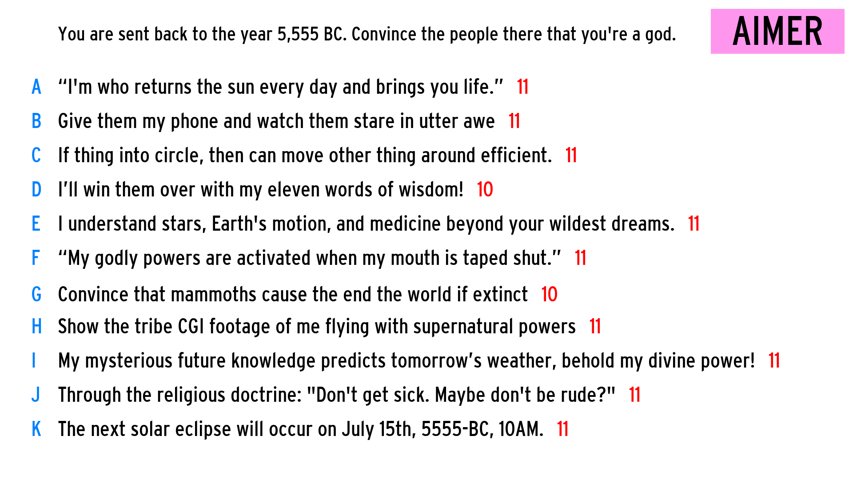 You are sent back to the year 5,555 BC. Convince the people there that you're a god.
AIMER
A “I'm who returns the sun every day and brings you life.” 11
B Give them my phone and watch them stare in utter awe 11
C If thing into circle, then can move other thing around efficient. 11
D I’ll win them over with my eleven words of wisdom! 10
E I understand stars, Earth's motion, and medicine beyond your wildest dreams. 11
F “My godly powers are activated when my mouth is taped shut.” 11
G Convince that mammoths cause the end the world if extinct 10
H Show the tribe CGI footage of me flying with supernatural powers 11
I My mysterious future knowledge predicts tomorrow’s weather, behold my divine power! 11
J Through the religious doctrine: "Don't get sick. Maybe don't be rude?" 11
K The next solar eclipse will occur on July 15th, 5555-BC, 10AM. 11